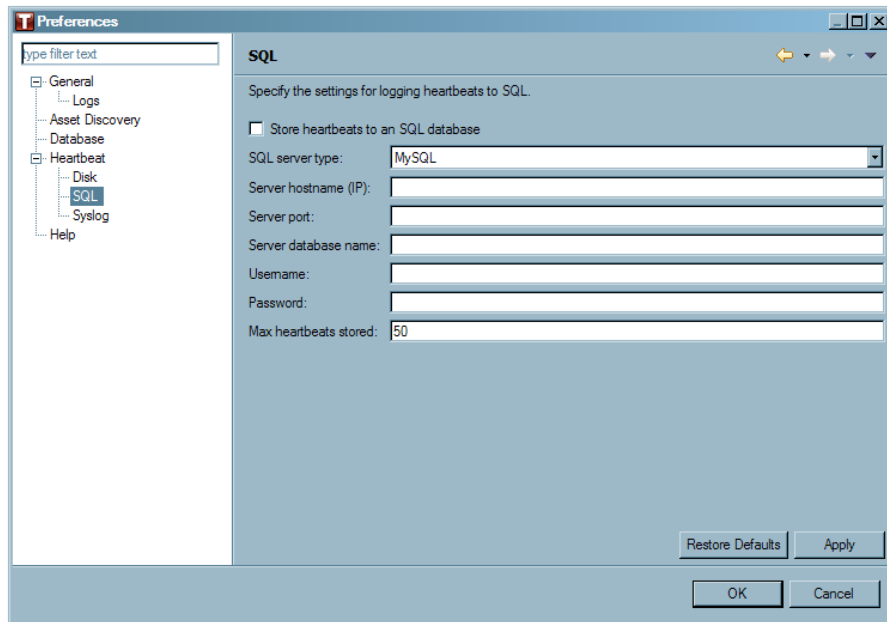 T Preferences
type filter text
General
Logs
Asset Discovery
Database
Heartbeat
Disk
SQL
Syslog
Help
SQL
Specify the settings for logging heartbeats to SQL.
Store heartbeats to an SQL database
SQL server type: MySQL
Server hostname (IP):
Server port:
Server database name:
Username:
Password:
Max heartbeats stored: 50
Restore Defaults Apply
OK Cancel